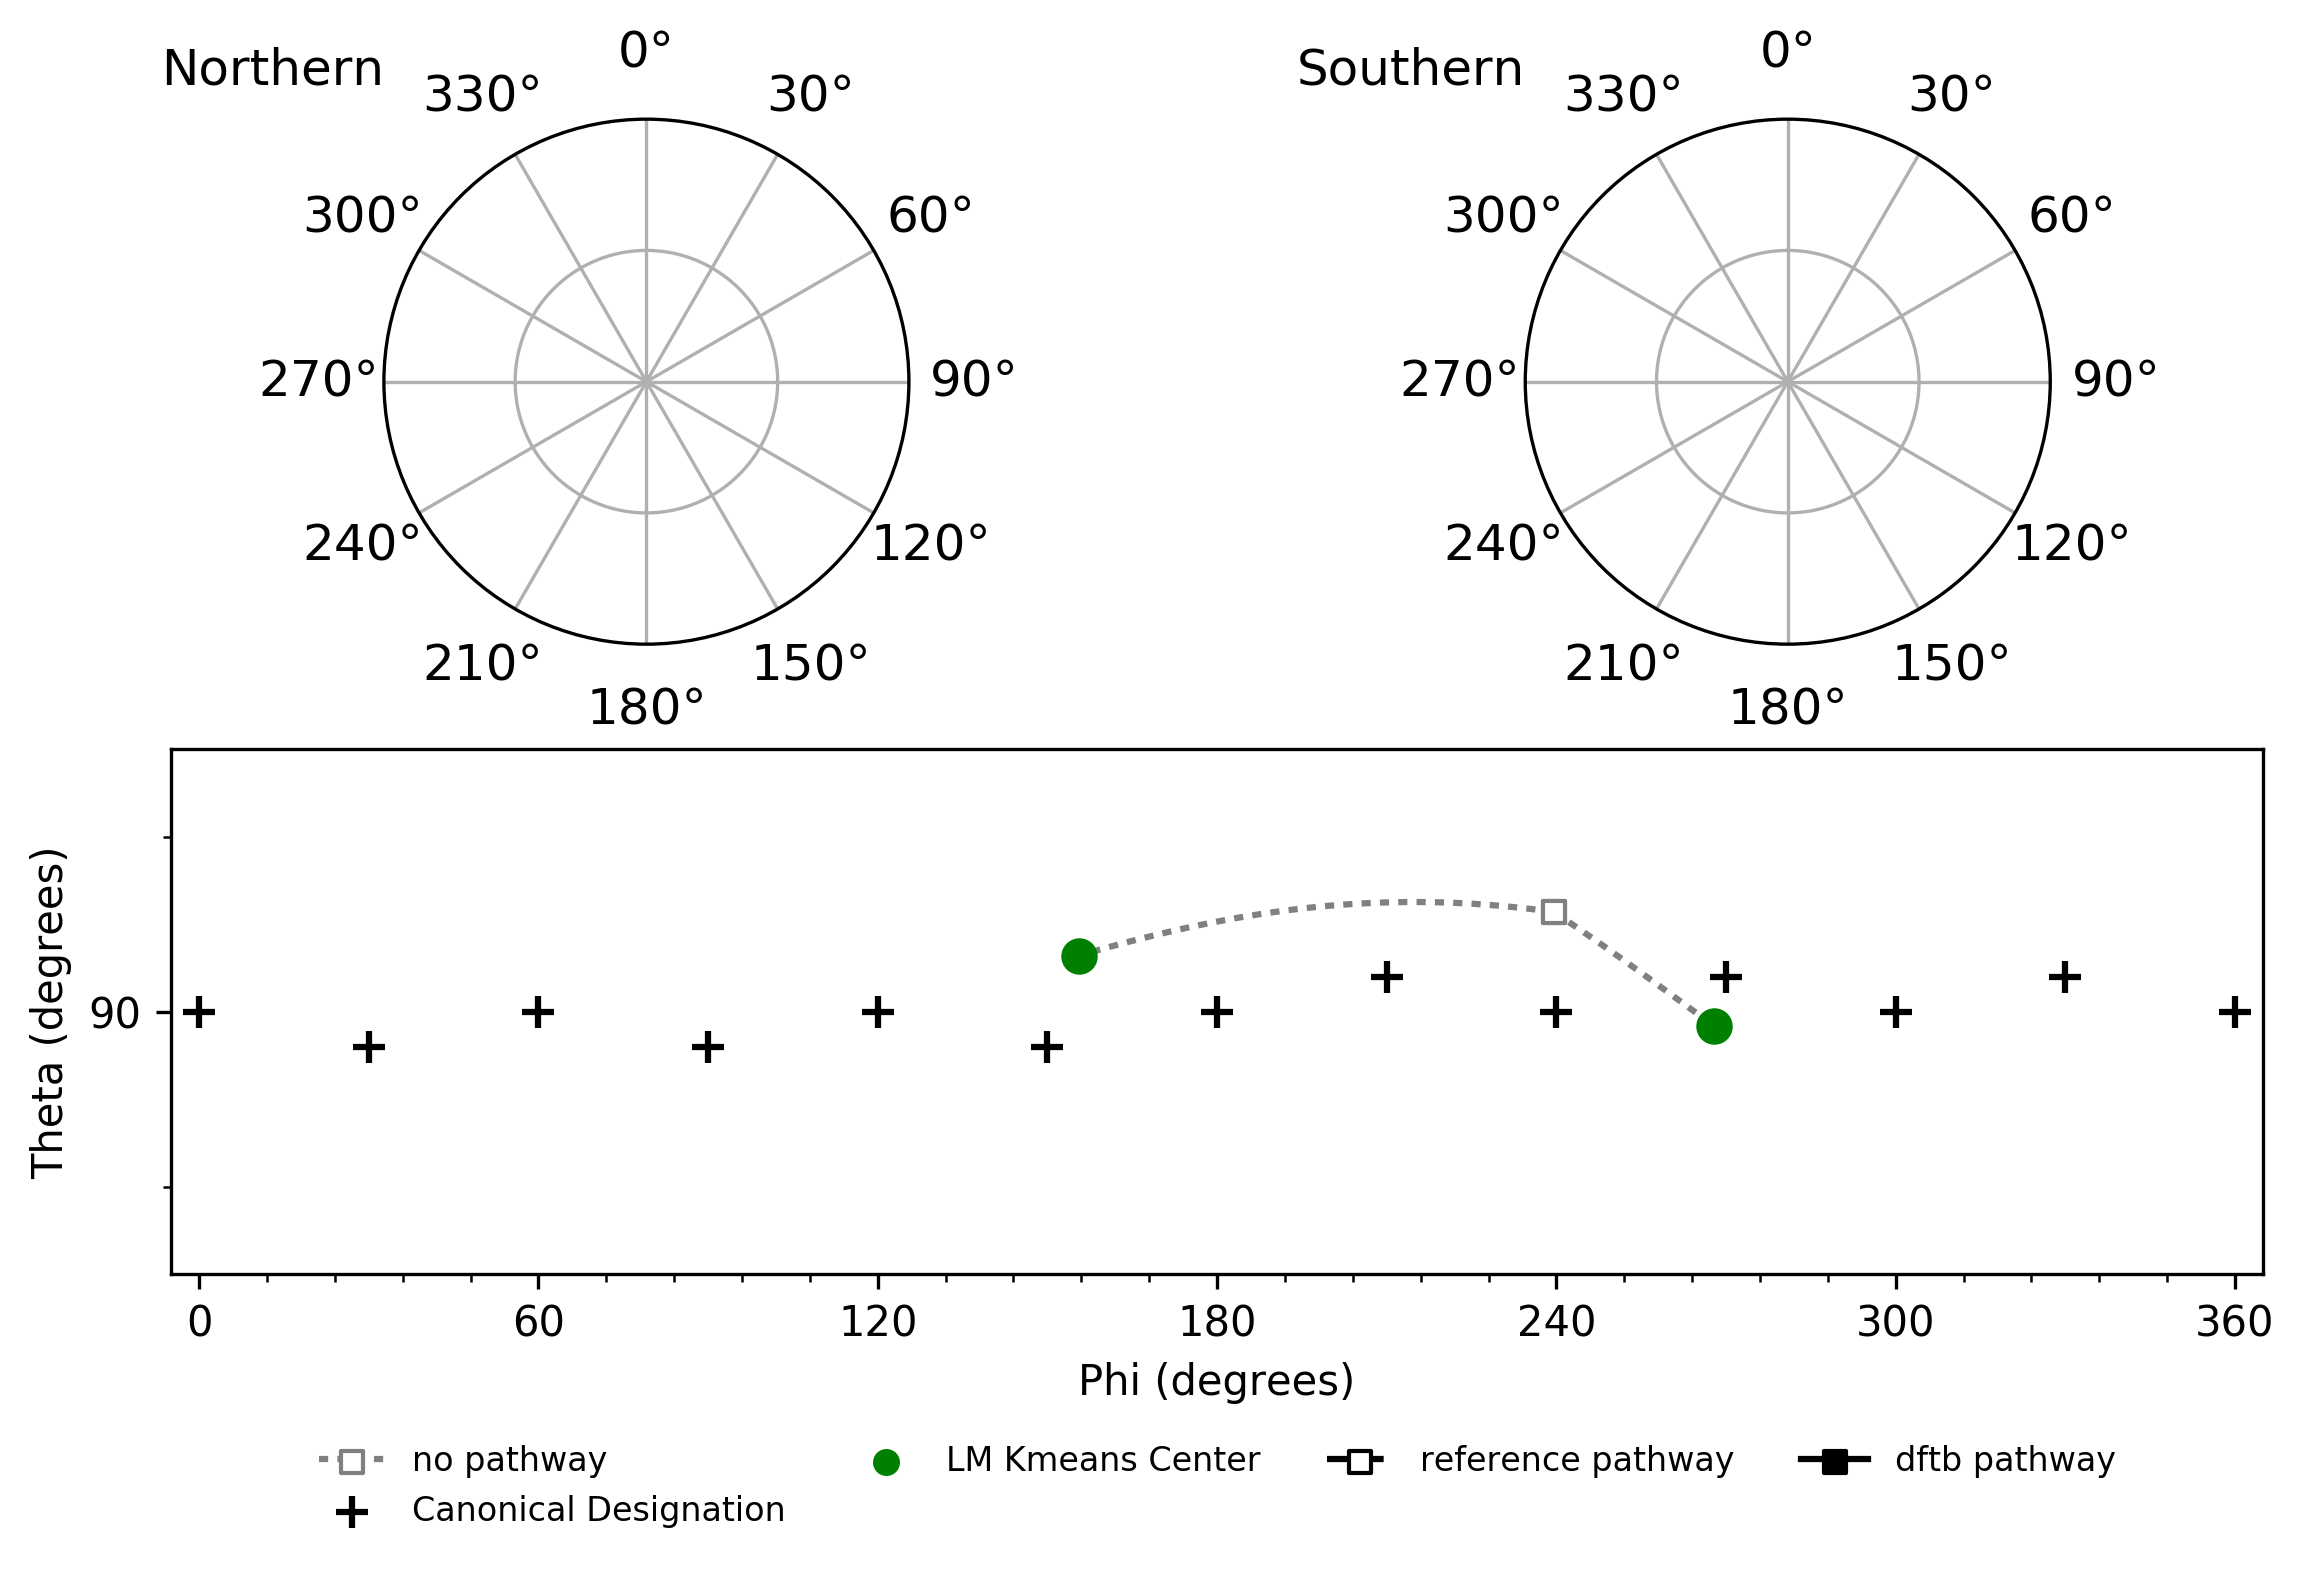 Northern
0°
30°
60°
90°
120°
150°
180°
210°
240°
270°
300°
330°
Southern
0°
30°
60°
90°
120°
150°
180°
210°
240°
270°
300°
330°
Theta (degrees)
90
0 60 120 180 240 300 360
Phi (degrees)
no pathway
Canonical Designation
LM Kmeans Center
reference pathway
dftb pathway